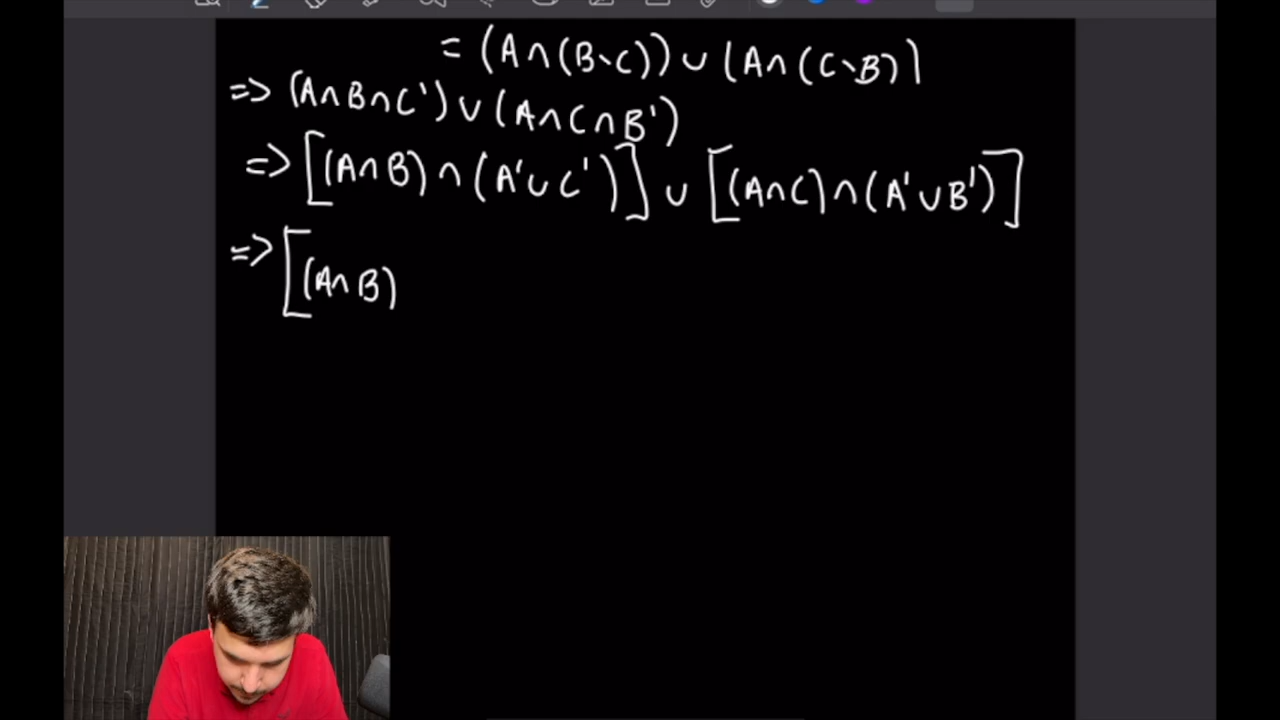 = (A∩(B∖C)) ∪ (A∩(C∖B))
=> (A∩B∩C') ∪ (A∩C∩B')
=> [(A∩B)∩(A'∪C')] ∪ [(A∩C)∩(A'∪B')]
=> [(A∩B)